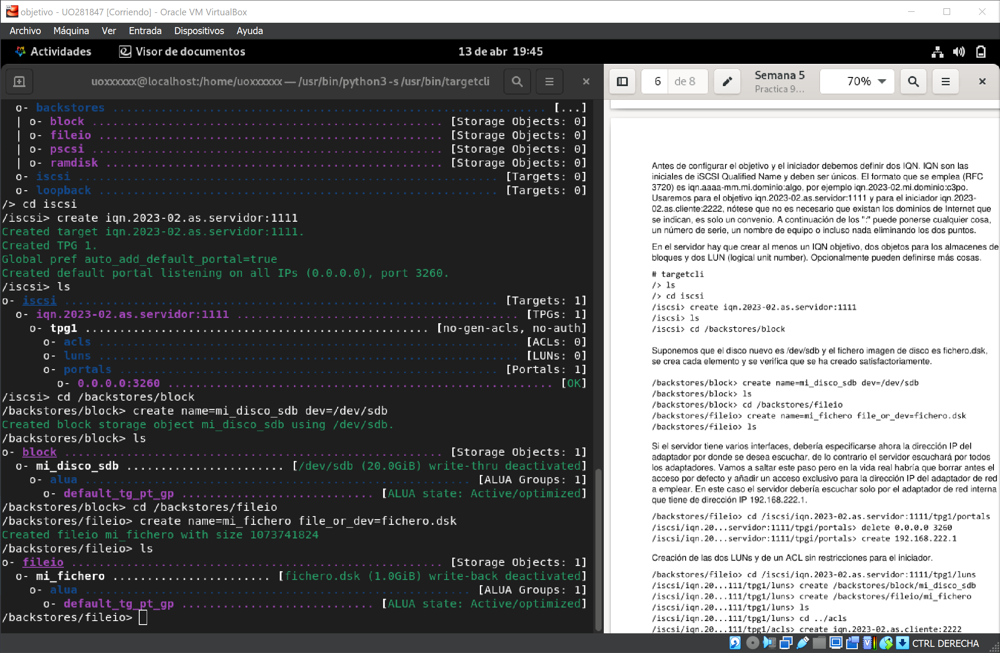 objetivo - UO281847 [Corriendo] - Oracle VM VirtualBox
Archivo Máquina Ver Entrada Dispositivos Ayuda
Actividades Visor de documentos 13 de abr 19:45
uoxxxxxx@localhost:/home/uoxxxxxx — /usr/bin/python3 -s /usr/bin/targetcli
o- backstores .......................................................... [...]
| o- block .................................................. [Storage Objects: 0]
| o- fileio ................................................. [Storage Objects: 0]
| o- pscsi .................................................. [Storage Objects: 0]
| o- ramdisk ................................................ [Storage Objects: 0]
o- iscsi ............................................................ [Targets: 0]
o- loopback ......................................................... [Targets: 0]
/> cd iscsi
/iscsi> create iqn.2023-02.as.servidor:1111
Created target iqn.2023-02.as.servidor:1111.
Created TPG 1.
Global pref auto_add_default_portal=true
Created default portal listening on all IPs (0.0.0.0), port 3260.
/iscsi> ls
o- iscsi .............................................................. [Targets: 1]
o- iqn.2023-02.as.servidor:1111 ......................................... [TPGs: 1]
o- tpg1 .................................................. [no-gen-acls, no-auth]
o- acls ............................................................. [ACLs: 0]
o- luns ............................................................. [LUNs: 0]
o- portals ....................................................... [Portals: 1]
o- 0.0.0.0:3260 ........................................................ [OK]
/iscsi> cd /backstores/block
/backstores/block> create name=mi_disco_sdb dev=/dev/sdb
Created block storage object mi_disco_sdb using /dev/sdb.
/backstores/block> ls
o- block ...................................................... [Storage Objects: 1]
o- mi_disco_sdb ....................... [/dev/sdb (20.0GiB) write-thru deactivated]
o- alua ......................................................... [ALUA Groups: 1]
o- default_tg_pt_gp ............................ [ALUA state: Active/optimized]
/backstores/block> cd /backstores/fileio
/backstores/fileio> create name=mi_fichero file_or_dev=fichero.dsk
Created fileio mi_fichero with size 1073741824
/backstores/fileio> ls
o- fileio ..................................................... [Storage Objects: 1]
o- mi_fichero ....................... [fichero.dsk (1.0GiB) write-back deactivated]
o- alua ......................................................... [ALUA Groups: 1]
o- default_tg_pt_gp ............................ [ALUA state: Active/optimized]
/backstores/fileio>
6 de 8 Semana 5 70%
Practica 9...
Antes de configurar el objetivo y el iniciador debemos definir dos IQN. IQN son las
iniciales de iSCSI Qualified Name y deben ser únicos. El formato que se emplea (RFC
3720) es iqn.aaaa-mm.mi.dominio:algo, por ejemplo iqn.2023-02.mi.dominio:c3po.
Usaremos para el objetivo iqn.2023-02.as.servidor:1111 y para el iniciador iqn.2023-
02.as.cliente:2222, nótese que no es necesario que existan los dominios de Internet que
se indican, es solo un convenio. A continuación de los ":" puede ponerse cualquier cosa,
un número de serie, un nombre de equipo o incluso nada eliminando los dos puntos.
En el servidor hay que crear al menos un IQN objetivo, dos objetos para los almacenes de
bloques y dos LUN (logical unit number). Opcionalmente pueden definirse más cosas.
# targetcli
/> ls
/> cd iscsi
/iscsi> create iqn.2023-02.as.servidor:1111
/iscsi> ls
/iscsi> cd /backstores/block
Suponemos que el disco nuevo es /dev/sdb y el fichero imagen de disco es fichero.dsk,
se crea cada elemento y se verifica que se ha creado satisfactoriamente.
/backstores/block> create name=mi_disco_sdb dev=/dev/sdb
/backstores/block> ls
/backstores/block> cd /backstores/fileio
/backstores/fileio> create name=mi_fichero file_or_dev=fichero.dsk
/backstores/fileio> ls
Si el servidor tiene varios interfaces, debería especificarse ahora la dirección IP del
adaptador por donde se desea escuchar, de lo contrario el servidor escuchará por todos
los adaptadores. Vamos a saltar este paso pero en la vida real habría que borrar antes el
acceso por defecto y añadir un acceso exclusivo para la dirección IP del adaptador de red
a emplear. En este caso el servidor debería escuchar solo por el adaptador de red interna
que tiene de dirección IP 192.168.222.1.
/backstores/fileio> cd /iscsi/iqn.2023-02.as.servidor:1111/tpg1/portals
/iscsi/iqn.20...servidor:1111/tpgi/portals> delete 0.0.0.0 3260
/iscsi/iqn.20...servidor:1111/tpgi/portals> create 192.168.222.1
Creación de las dos LUNs y de un ACL sin restricciones para el iniciador.
/backstores/fileio> cd /iscsi/iqn.2023-02.as.servidor:1111/tpg1/luns
/iscsi/iqn.20...111/tpg1/luns> create /backstores/block/mi_disco_sdb
/iscsi/iqn.20...111/tpg1/luns> create /backstores/fileio/mi_fichero
/iscsi/iqn.20...111/tpg1/luns> ls
/iscsi/iqn.20...111/tpg1/luns> cd ../acls
/iscsi/iqn.20...111/tpg1/acls> create iqn.2023-02.as.cliente:2222
CTRL DERECHA